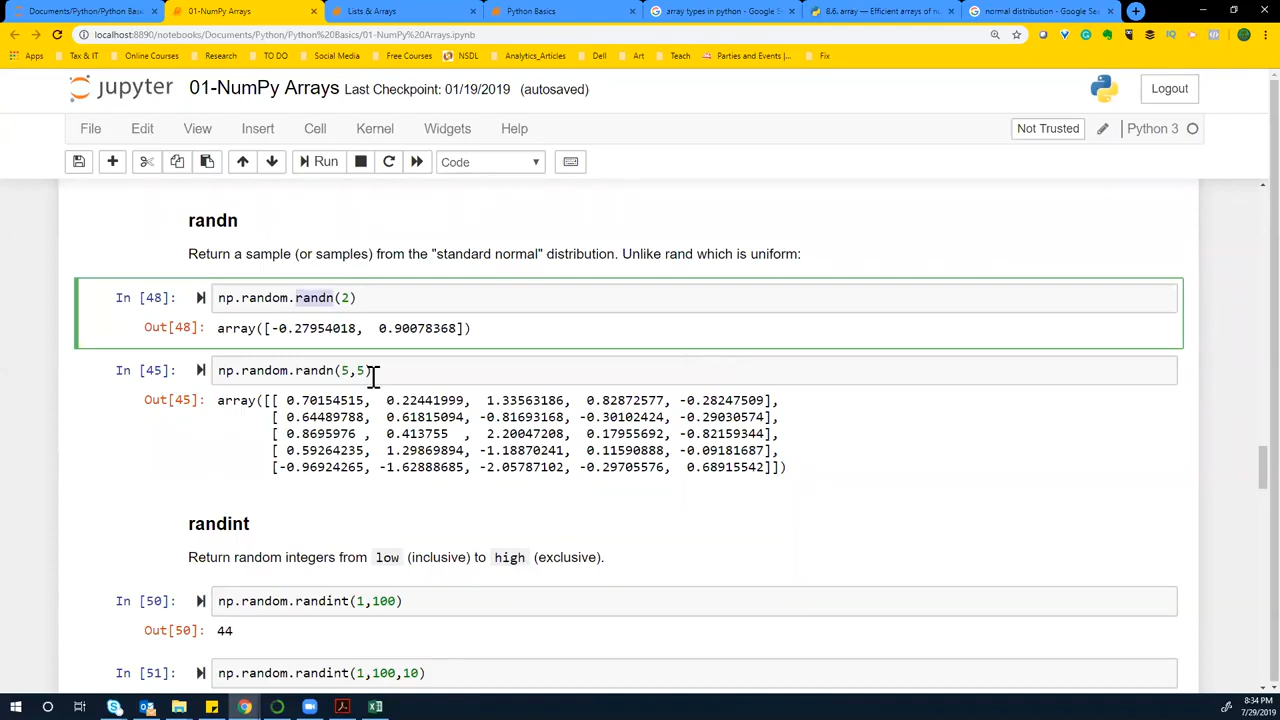 Documents/Python/Python Basi
01-NumPy Arrays
Lists & Arrays
Python Basics
array types in python - Google S
8.6. array — Efficient arrays of n
normal distribution - Google Sea
localhost:8890/notebooks/Documents/Python/Python%20Basics/01-NumPy%20Arrays.ipynb
Apps Tax & IT Online Courses Research To DO Social Media Free Courses NSDL Analytics_Articles Dell Art Teach Parties and Events [... Fix
jupyter 01-NumPy Arrays Last Checkpoint: 01/19/2019 (autosaved) Logout
File Edit View Insert Cell Kernel Widgets Help Not Trusted Python 3
Run Code
randn
Return a sample (or samples) from the "standard normal" distribution. Unlike rand which is uniform:
In [48]: np.random.randn(2)
Out[48]: array([-0.27954018, 0.90078368])
In [45]: np.random.randn(5,5)
Out[45]: array([[ 0.70154515, 0.22441999, 1.33563186, 0.82872577, -0.28247509],
[ 0.64489788, 0.61815094, -0.81693168, -0.30102424, -0.29030574],
[ 0.8695976 , 0.413755 , 2.20047208, 0.17955692, -0.82159344],
[ 0.59264235, 1.29869894, -1.18870241, 0.11590888, -0.09181687],
[-0.96924265, -1.62888685, -2.05787102, -0.29705576, 0.68915542]])
randint
Return random integers from low (inclusive) to high (exclusive).
In [50]: np.random.randint(1,100)
Out[50]: 44
In [51]: np.random.randint(1,100,10)
8:34 PM
7/29/2019